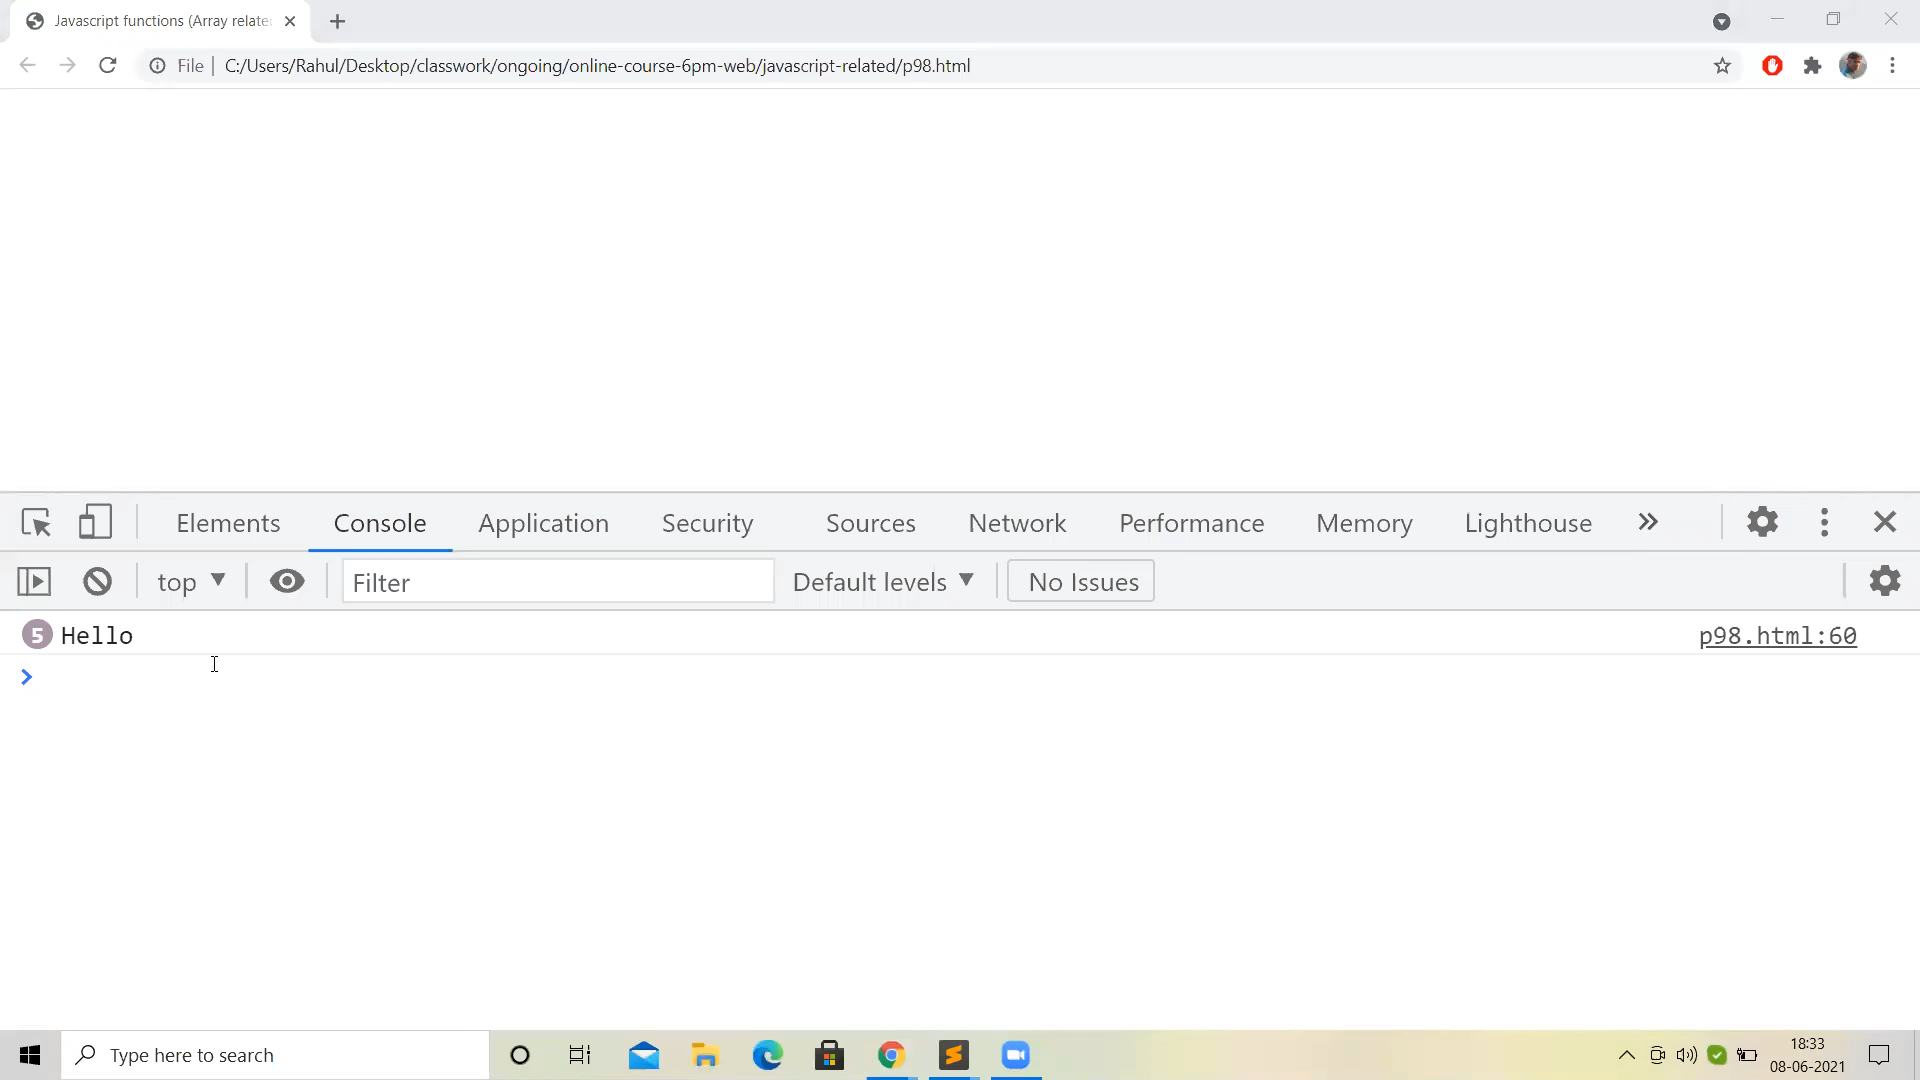 Javascript functions (Array relate
File
C:/Users/Rahul/Desktop/classwork/ongoing/online-course-6pm-web/javascript-related/p98.html
Elements Console Application Security Sources Network Performance Memory Lighthouse
top Filter Default levels No Issues
5 Hello p98.html:60
Type here to search
18:33
08-06-2021